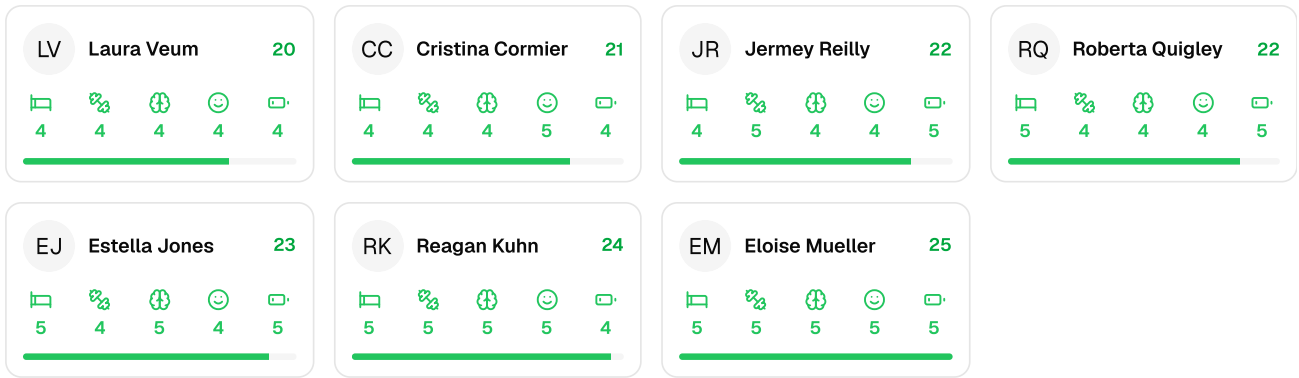 LV Laura Veum 20
4 4 4 4 4
CC Cristina Cormier 21
4 4 4 5 4
JR Jermey Reilly 22
4 5 4 4 5
RQ Roberta Quigley 22
5 4 4 4 5
EJ Estella Jones 23
5 4 5 4 5
RK Reagan Kuhn 24
5 5 5 5 4
EM Eloise Mueller 25
5 5 5 5 5